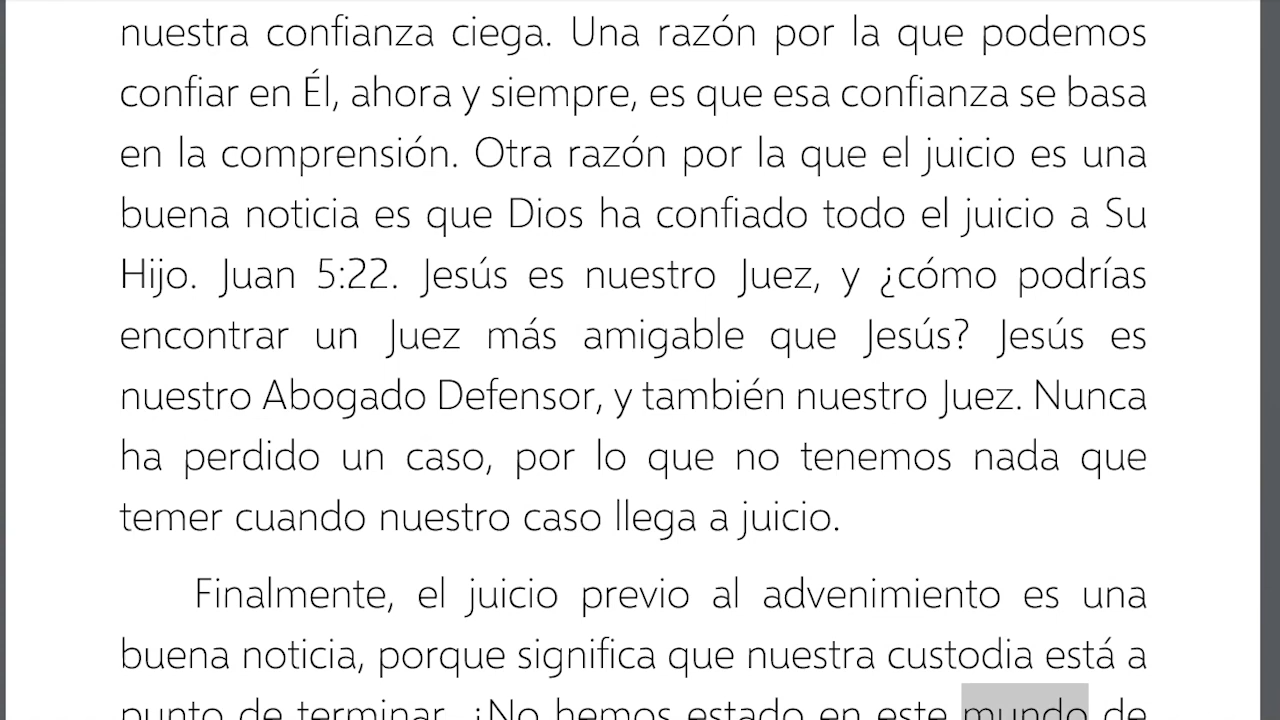 nuestra confianza ciega. Una razón por la que podemos
confiar en Él, ahora y siempre, es que esa confianza se basa
en la comprensión. Otra razón por la que el juicio es una
buena noticia es que Dios ha confiado todo el juicio a Su
Hijo. Juan 5:22. Jesús es nuestro Juez, y ¿cómo podrías
encontrar un Juez más amigable que Jesús? Jesús es
nuestro Abogado Defensor, y también nuestro Juez. Nunca
ha perdido un caso, por lo que no tenemos nada que
temer cuando nuestro caso llega a juicio.
Finalmente, el juicio previo al advenimiento es una
buena noticia, porque significa que nuestra custodia está a
punto de terminar. ¿No hemos estado en este mundo de